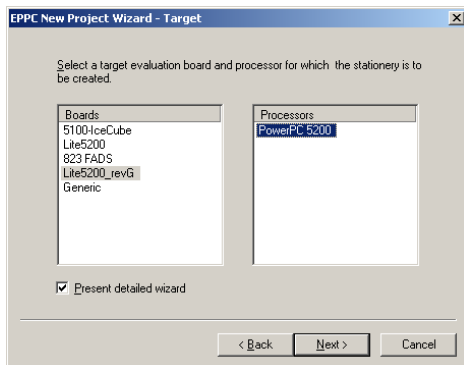 EPPC New Project Wizard - Target
Select a target evaluation board and processor for which the stationery is to
be created.
Boards
5100-IceCube
Lite5200
823 FADS
Lite5200_revG
Generic
Processors
PowerPC 5200
Present detailed wizard
< Back
Next >
Cancel